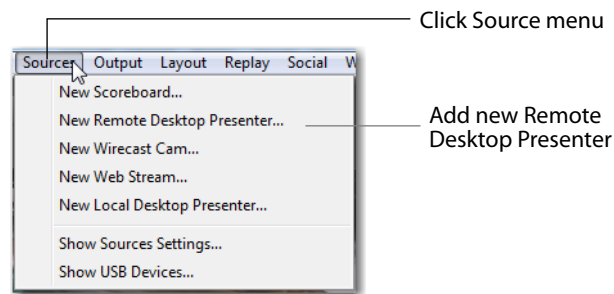 Click Source menu
Sources Output Layout Replay Social W
New Scoreboard...
New Remote Desktop Presenter...
Add new Remote
Desktop Presenter
New Wirecast Cam...
New Web Stream...
New Local Desktop Presenter...
Show Sources Settings...
Show USB Devices...